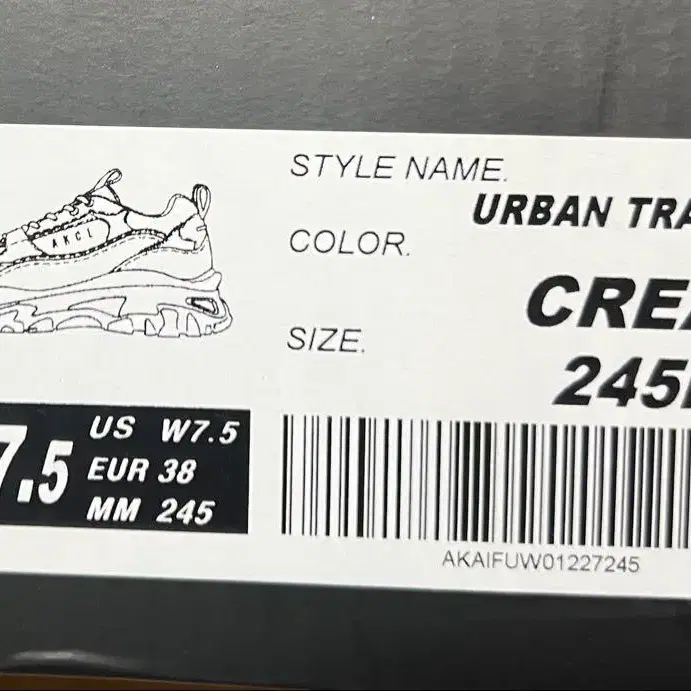 STYLE NAME.
URBAN TRA
COLOR.
CREA
SIZE.
245
AKCL
7.5
US W7.5
EUR 38
MM 245
AKAIFUW01227245